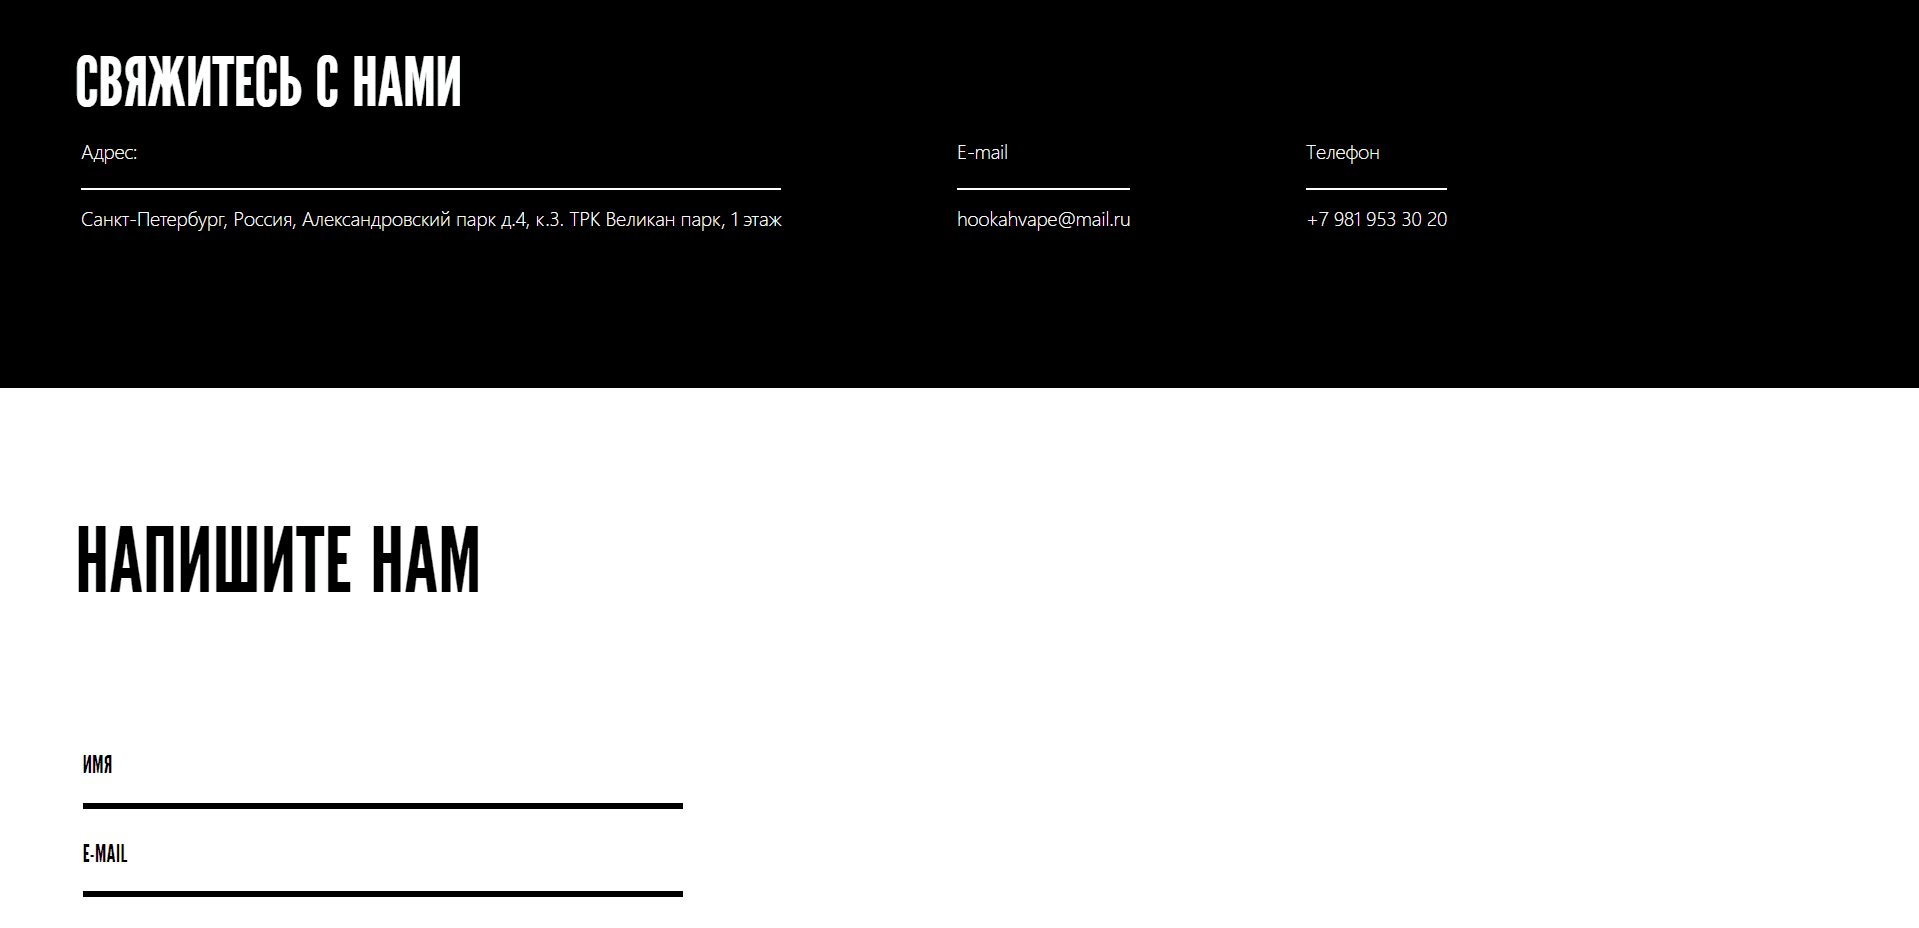 СВЯЖИТЕСЬ С НАМИ
Адрес:
Санкт-Петербург, Россия, Александровский парк д.4, к.3. ТРК Великан парк, 1 этаж
E-mail
hookahvape@mail.ru
Телефон
+7 981 953 30 20
НАПИШИТЕ НАМ
ИМЯ
E-MAIL